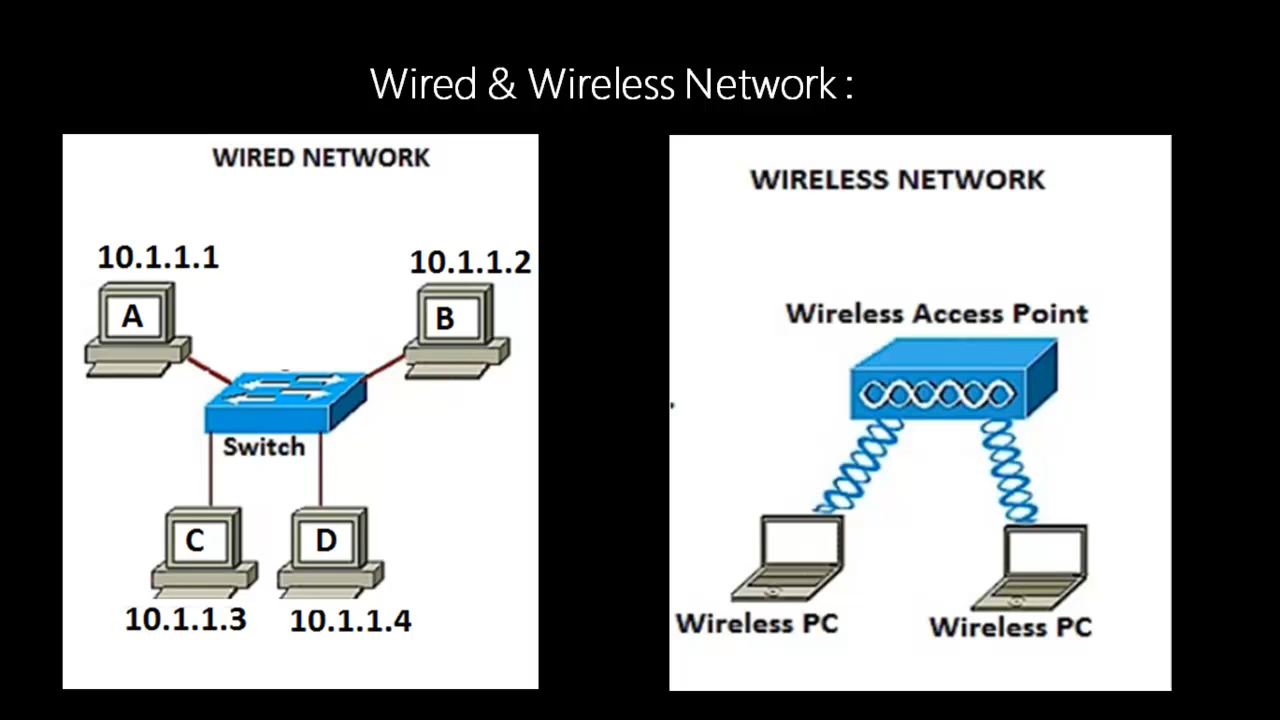 Wired & Wireless Network :
WIRED NETWORK
10.1.1.1
10.1.1.2
A
B
Switch
C
D
10.1.1.3
10.1.1.4
WIRELESS NETWORK
Wireless Access Point
Wireless PC
Wireless PC